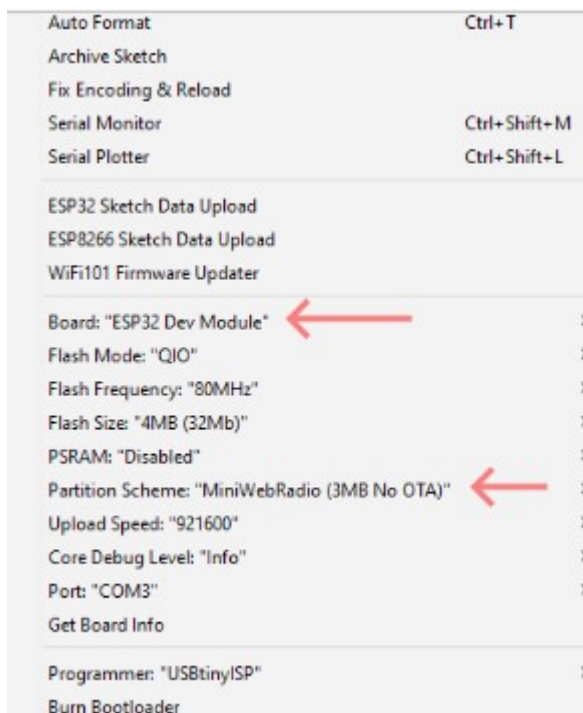 Auto Format Ctrl+T
Archive Sketch
Fix Encoding & Reload
Serial Monitor Ctrl+Shift+M
Serial Plotter Ctrl+Shift+L
ESP32 Sketch Data Upload
ESP8266 Sketch Data Upload
WiFi101 Firmware Updater
Board: "ESP32 Dev Module"
Flash Mode: "QIO"
Flash Frequency: "80MHz"
Flash Size: "4MB (32Mb)"
PSRAM: "Disabled"
Partition Scheme: "MiniWebRadio (3MB No OTA)"
Upload Speed: "921600"
Core Debug Level: "Info"
Port: "COM3"
Get Board Info
Programmer: "USBtinyISP"
Burn Bootloader